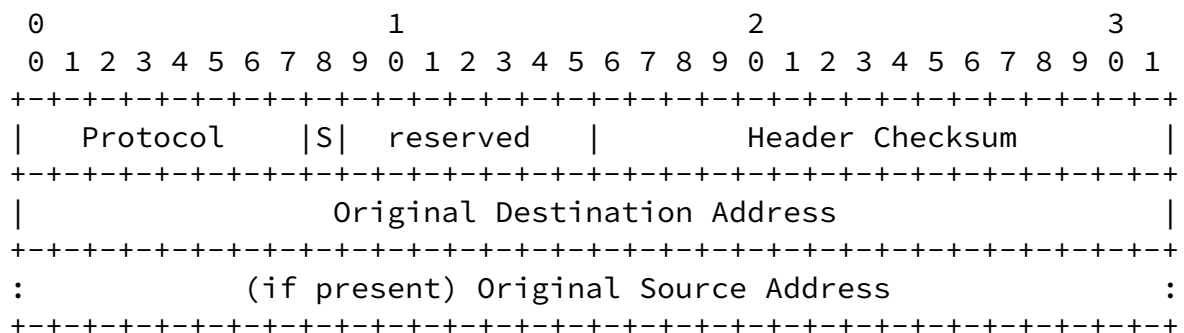 0                   1                   2                   3
 0 1 2 3 4 5 6 7 8 9 0 1 2 3 4 5 6 7 8 9 0 1 2 3 4 5 6 7 8 9 0 1
+-+-+-+-+-+-+-+-+-+-+-+-+-+-+-+-+-+-+-+-+-+-+-+-+-+-+-+-+-+-+-+-+
|   Protocol    |S|  reserved   |        Header Checksum        |
+-+-+-+-+-+-+-+-+-+-+-+-+-+-+-+-+-+-+-+-+-+-+-+-+-+-+-+-+-+-+-+-+
|                 Original Destination Address                  |
+-+-+-+-+-+-+-+-+-+-+-+-+-+-+-+-+-+-+-+-+-+-+-+-+-+-+-+-+-+-+-+-+
:            (if present) Original Source Address               :
+-+-+-+-+-+-+-+-+-+-+-+-+-+-+-+-+-+-+-+-+-+-+-+-+-+-+-+-+-+-+-+-+